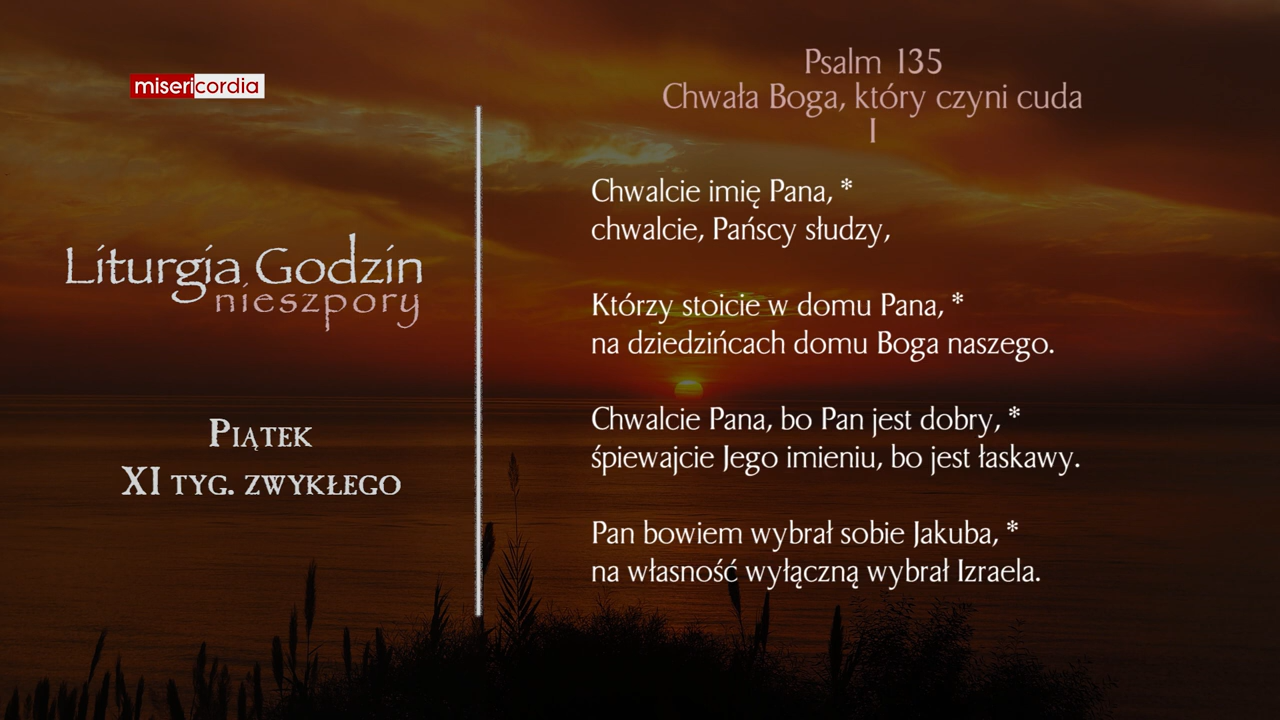 misericordia
Liturgia Godzin
nieszpory
Piątek
XI tyg. zwykłego
Psalm 135
Chwała Boga, który czyni cuda
I
Chwalcie imię Pana, *
chwalcie, Pańscy słudzy,
Którzy stoicie w domu Pana, *
na dziedzińcach domu Boga naszego.
Chwalcie Pana, bo Pan jest dobry, *
śpiewajcie Jego imieniu, bo jest łaskawy.
Pan bowiem wybrał sobie Jakuba, *
na własność wyłączną wybrał Izraela.